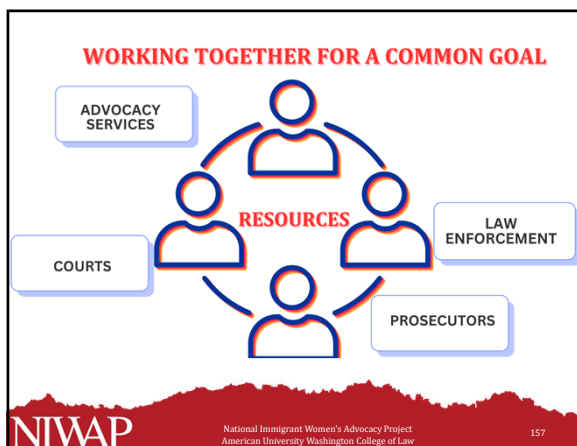 WORKING TOGETHER FOR A COMMON GOAL
ADVOCACY
SERVICES
RESOURCES
LAW
ENFORCEMENT
COURTS
PROSECUTORS
NIWAP
National Immigrant Women's Advocacy Project
American University Washington College of Law
157